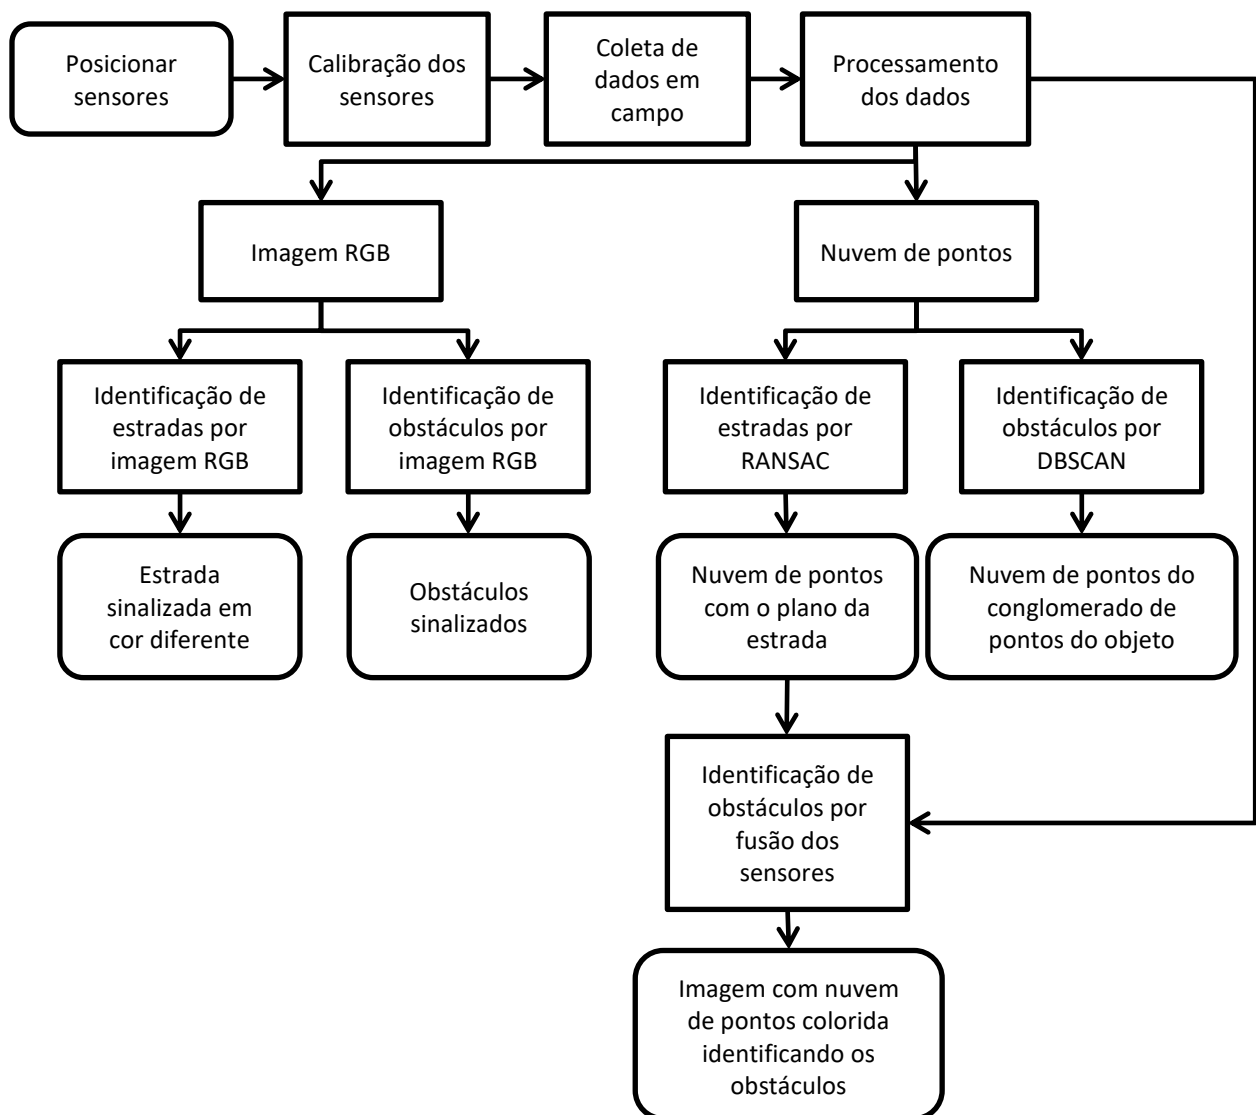 Posicionar
sensores
Calibração dos
sensores
Coleta de
dados em
campo
Processamento
dos dados
Imagem RGB
Nuvem de pontos
Identificação de
estradas por
imagem RGB
Identificação de
obstáculos por
imagem RGB
Identificação de
estradas por
RANSAC
Identificação de
obstáculos por
DBSCAN
Estrada
sinalizada em
cor diferente
Obstáculos
sinalizados
Nuvem de pontos
com o plano da
estrada
Nuvem de pontos do
conglomerado de
pontos do objeto
Identificação de
obstáculos por
fusão dos
sensores
Imagem com nuvem
de pontos colorida
identificando os
obstáculos